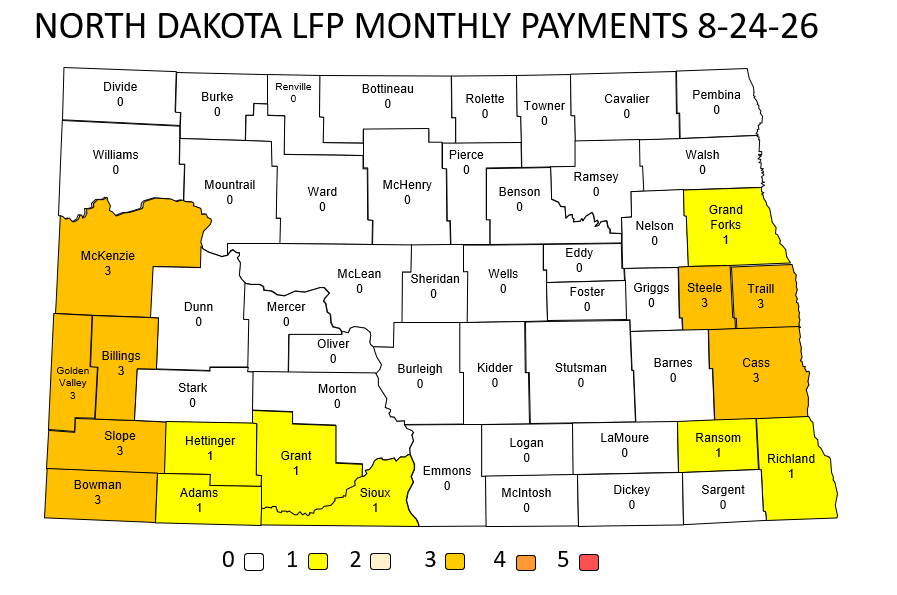 NORTH DAKOTA LFP MONTHLY PAYMENTS 8-24-26
Divide
0
Burke
0
Renville
0
Bottineau
0
Rolette
0
Towner
0
Cavalier
0
Pembina
0
Williams
0
Mountrail
0
Ward
0
McHenry
0
Pierce
0
Benson
0
Ramsey
0
Walsh
0
Nelson
0
Grand
Forks
1
McKenzie
3
McLean
0
Sheridan
0
Wells
0
Eddy
0
Foster
0
Griggs
0
Steele
3
Traill
3
Dunn
0
Mercer
0
Oliver
0
Golden
Valley
3
Billings
3
Stark
0
Morton
0
Burleigh
0
Kidder
0
Stutsman
0
Barnes
0
Cass
3
Slope
3
Hettinger
1
Grant
1
Emmons
0
Logan
0
LaMoure
0
Ransom
1
Richland
1
Bowman
3
Adams
1
Sioux
1
McIntosh
0
Dickey
0
Sargent
0
0 1 2 3 4 5